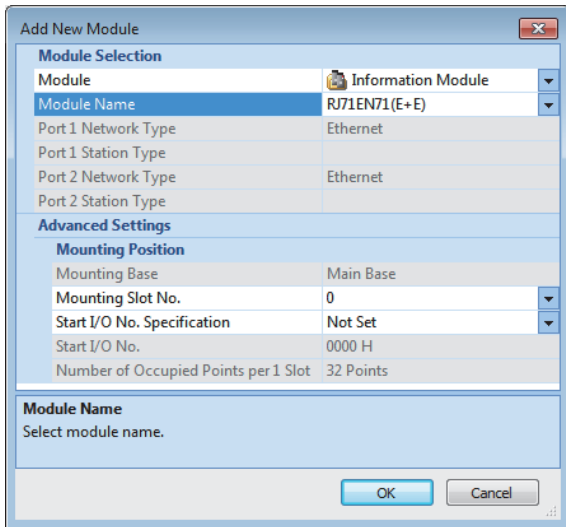 Add New Module
Module Selection
Module Information Module
Module Name RJ71EN71(E+E)
Port 1 Network Type Ethernet
Port 1 Station Type
Port 2 Network Type Ethernet
Port 2 Station Type
Advanced Settings
Mounting Position
Mounting Base Main Base
Mounting Slot No. 0
Start I/O No. Specification Not Set
Start I/O No. 0000 H
Number of Occupied Points per 1 Slot 32 Points
Module Name
Select module name.
OK Cancel